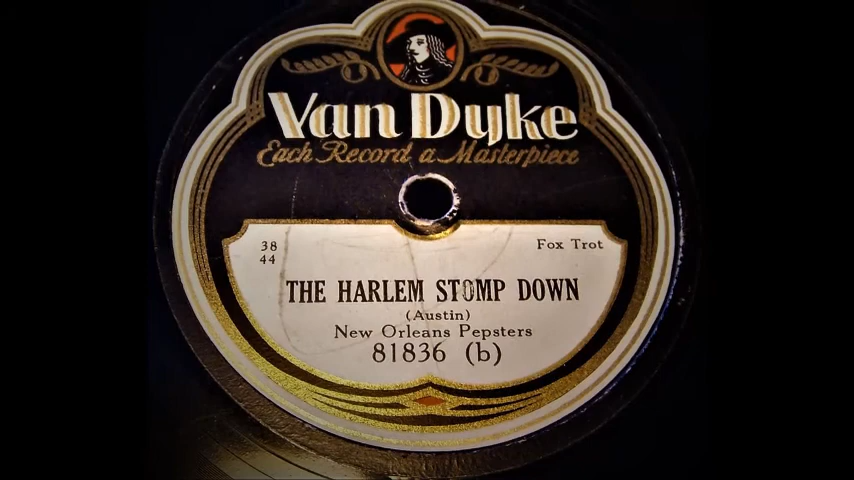 Van Dyke
Each Record a Masterpiece
38
44
Fox Trot
THE HARLEM STOMP DOWN
(Austin)
New Orleans Pepsters
81836 (b)